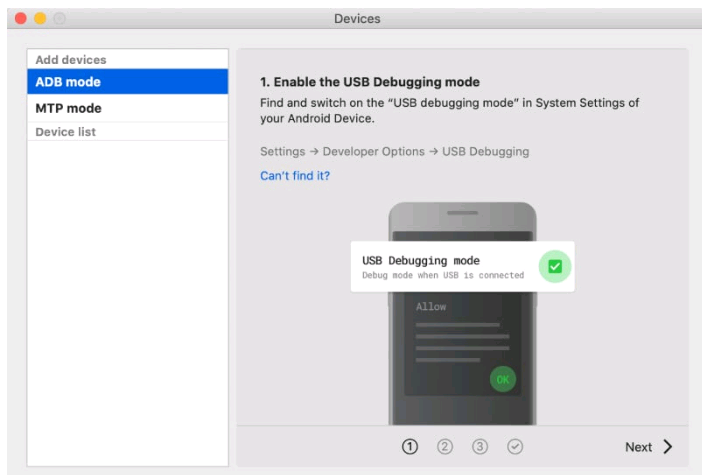 Devices
Add devices
ADB mode
MTP mode
Device list
1. Enable the USB Debugging mode
Find and switch on the “USB debugging mode” in System Settings of
your Android Device.
Settings → Developer Options → USB Debugging
Can't find it?
USB Debugging mode
Debug mode when USB is connected
Allow
OK
1 2 3
Next